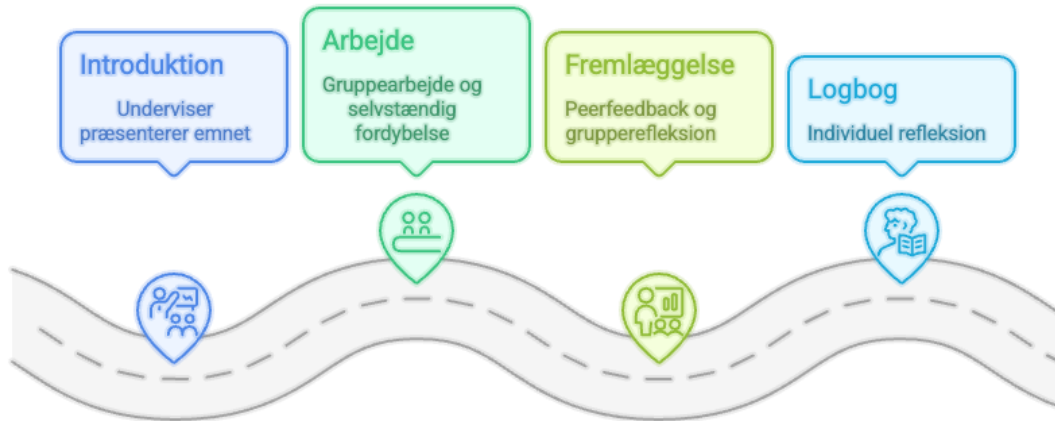 Introduktion
Underviser
præsenterer emnet
Arbejde
Gruppearbejde og
selvstændig
fordybelse
Fremlæggelse
Peerfeedback og
grupperefleksion
Logbog
Individuel refleksion